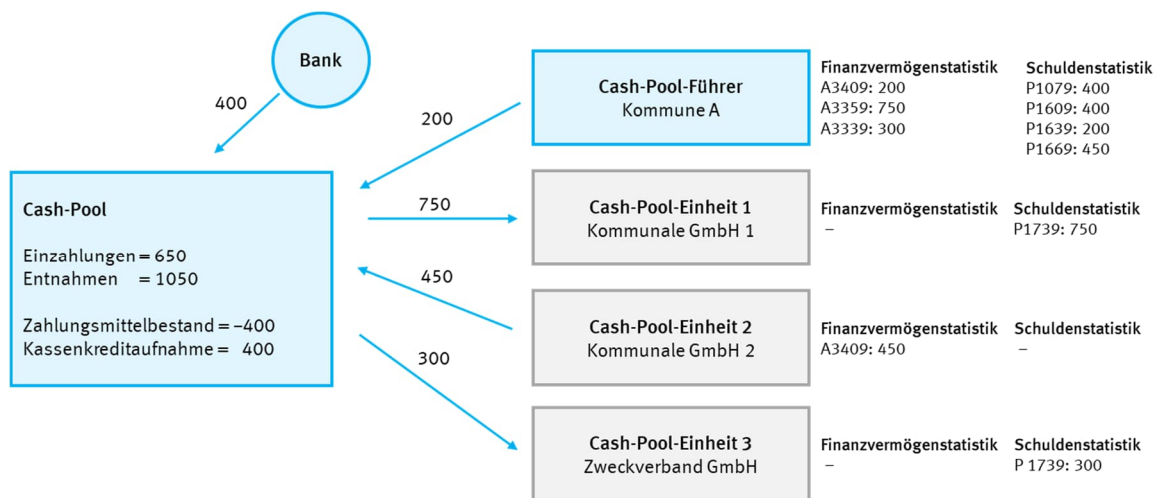 Bank
400
200
750
450
300
Cash-Pool
Einzahlungen = 650
Entnahmen = 1050
Zahlungsmittelbestand = –400
Kassenkreditaufnahme = 400
Cash-Pool-Führer
Kommune A
Finanzvermögenstatistik
A3409: 200
A3359: 750
A3339: 300
Schuldenstatistik
P1079: 400
P1609: 400
P1639: 200
P1669: 450
Cash-Pool-Einheit 1
Kommunale GmbH 1
Finanzvermögenstatistik
–
Schuldenstatistik
P1739: 750
Cash-Pool-Einheit 2
Kommunale GmbH 2
Finanzvermögenstatistik
A3409: 450
Schuldenstatistik
–
Cash-Pool-Einheit 3
Zweckverband GmbH
Finanzvermögenstatistik
–
Schuldenstatistik
P 1739: 300